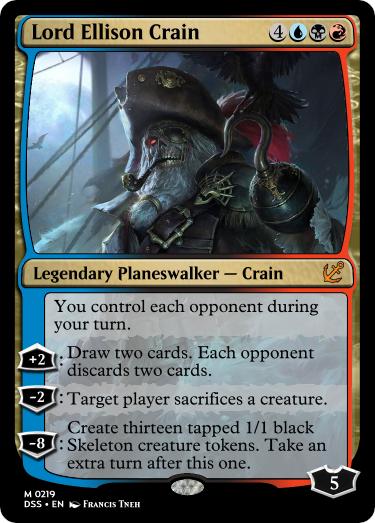 Lord Ellison Crain 4
Legendary Planeswalker — Crain
You control each opponent during
your turn.
+2: Draw two cards. Each opponent
discards two cards.
-2: Target player sacrifices a creature.
Create thirteen tapped 1/1 black
-8: Skeleton creature tokens. Take an
extra turn after this one.
5
M 0219
DSS • EN Francis Tneh